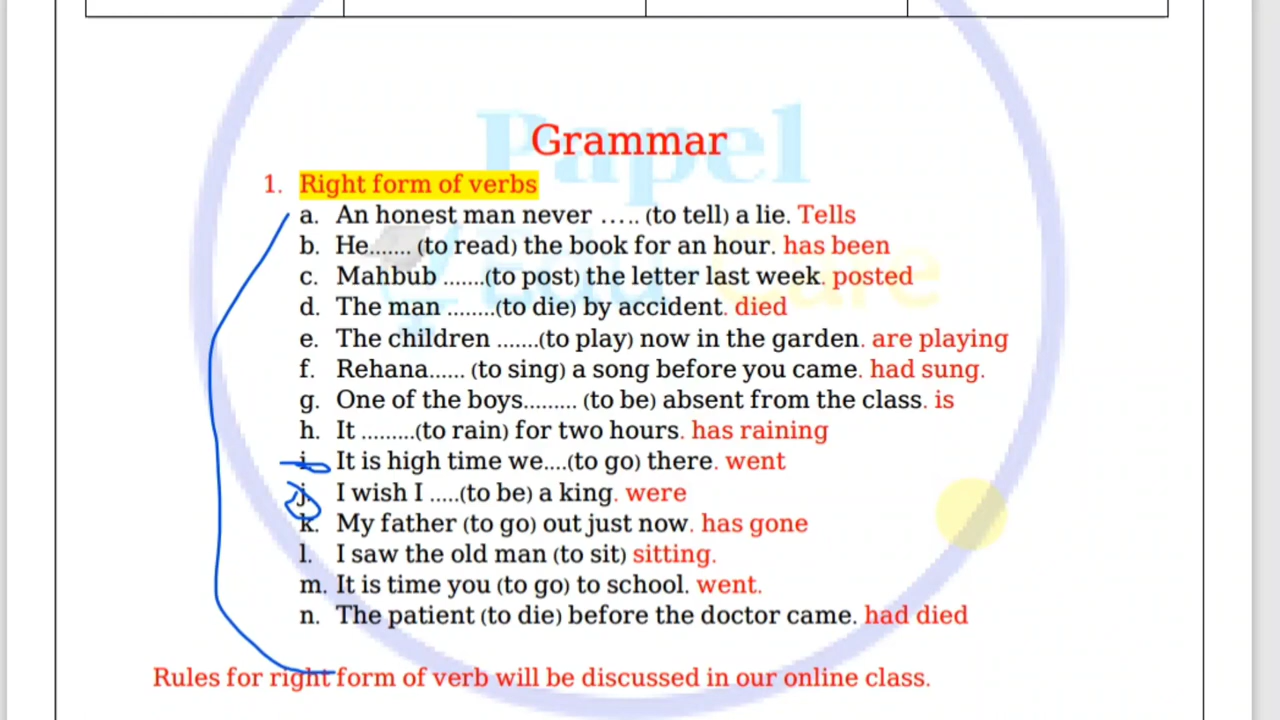 Papel
Edu Care
Grammar
1. Right form of verbs
a. An honest man never ….. (to tell) a lie. Tells
b. He....... (to read) the book for an hour. has been
c. Mahbub .......(to post) the letter last week. posted
d. The man ........(to die) by accident. died
e. The children .......(to play) now in the garden. are playing
f. Rehana...... (to sing) a song before you came. had sung.
g. One of the boys......... (to be) absent from the class. is
h. It .........(to rain) for two hours. has raining
i. It is high time we....(to go) there. went
j. I wish I .....(to be) a king. were
k. My father (to go) out just now. has gone
l. I saw the old man (to sit) sitting.
m. It is time you (to go) to school. went.
n. The patient (to die) before the doctor came. had died
Rules for right form of verb will be discussed in our online class.